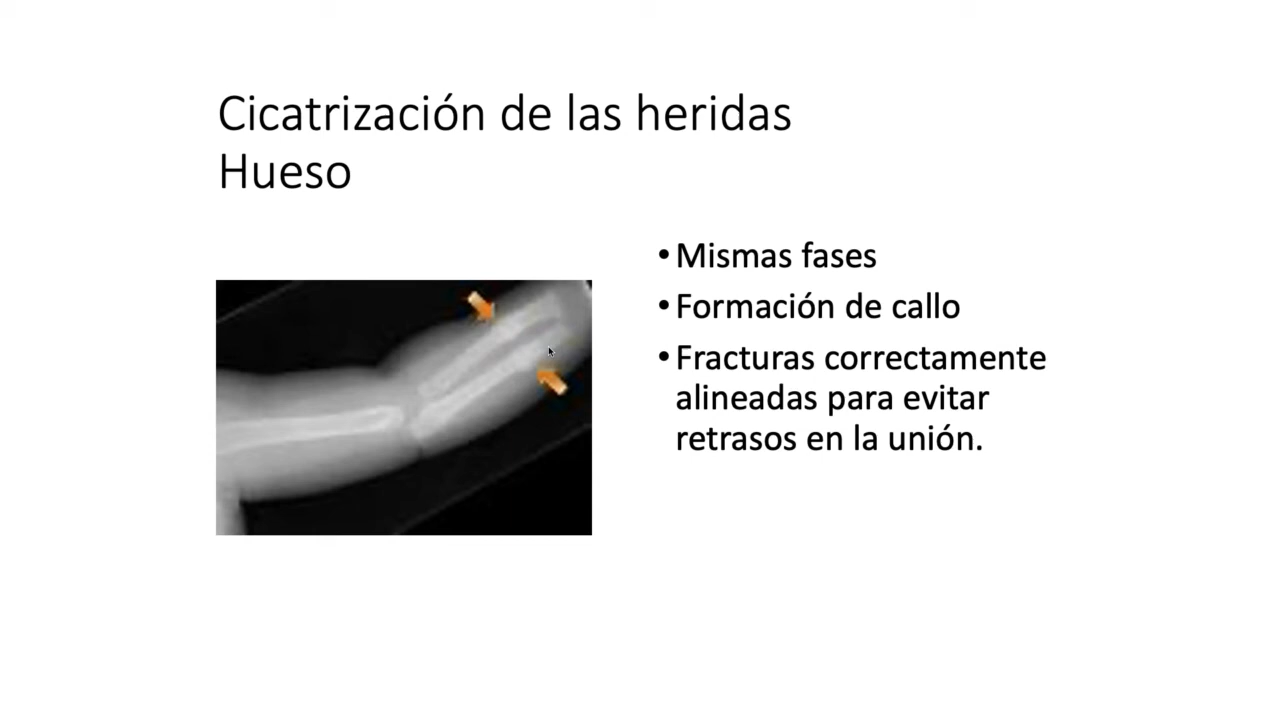 Cicatrización de las heridas
Hueso
• Mismas fases
• Formación de callo
• Fracturas correctamente
alineadas para evitar
retrasos en la unión.